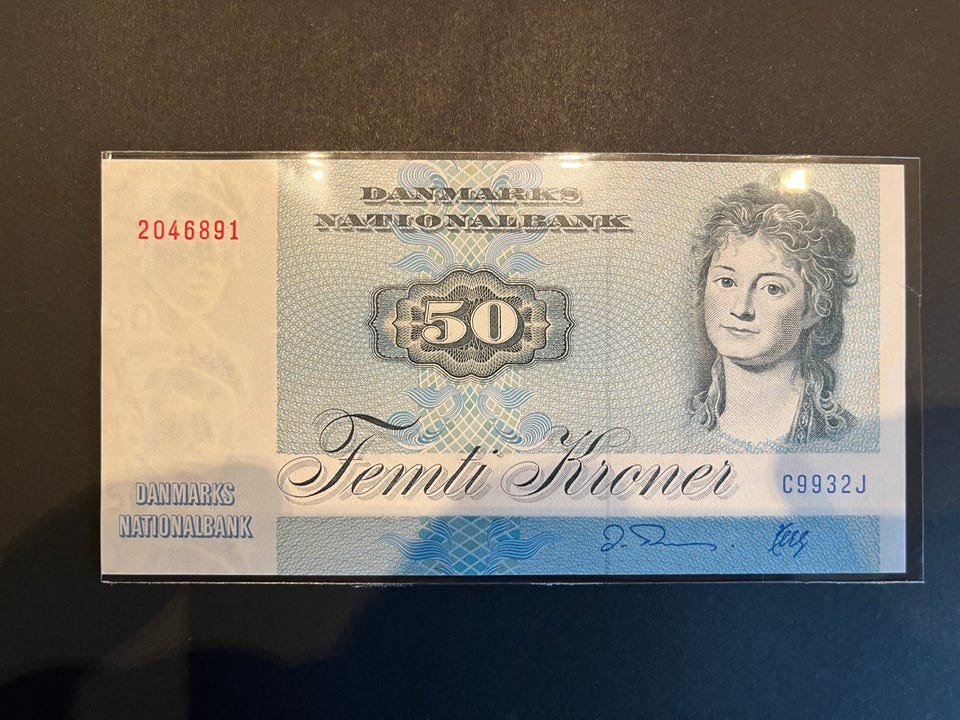 2046891
DANMARKS
NATIONALBANK
50
Femti Kroner
C9932J
DANMARKS
NATIONALBANK